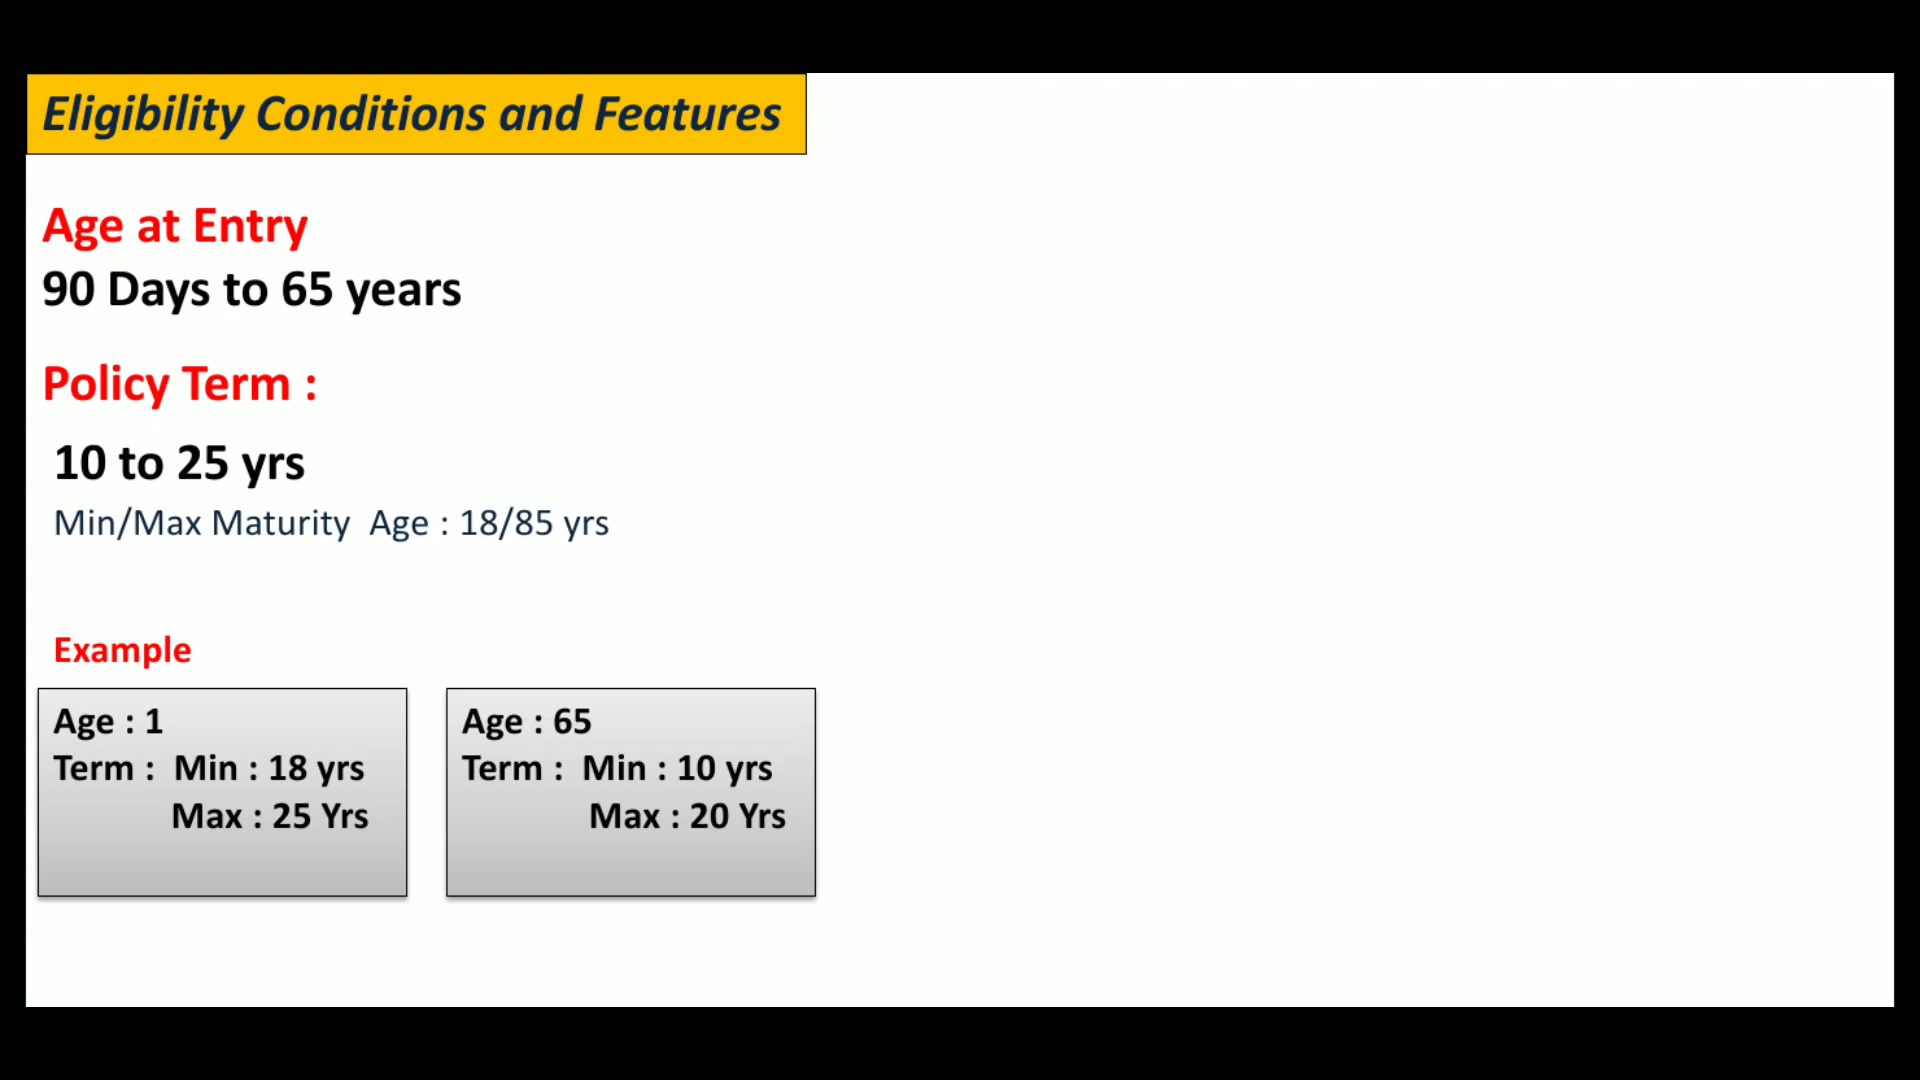 Eligibility Conditions and Features
Age at Entry
90 Days to 65 years
Policy Term :
10 to 25 yrs
Min/Max Maturity Age : 18/85 yrs
Example
Age : 1
Term : Min : 18 yrs
Max : 25 Yrs
Age : 65
Term : Min : 10 yrs
Max : 20 Yrs